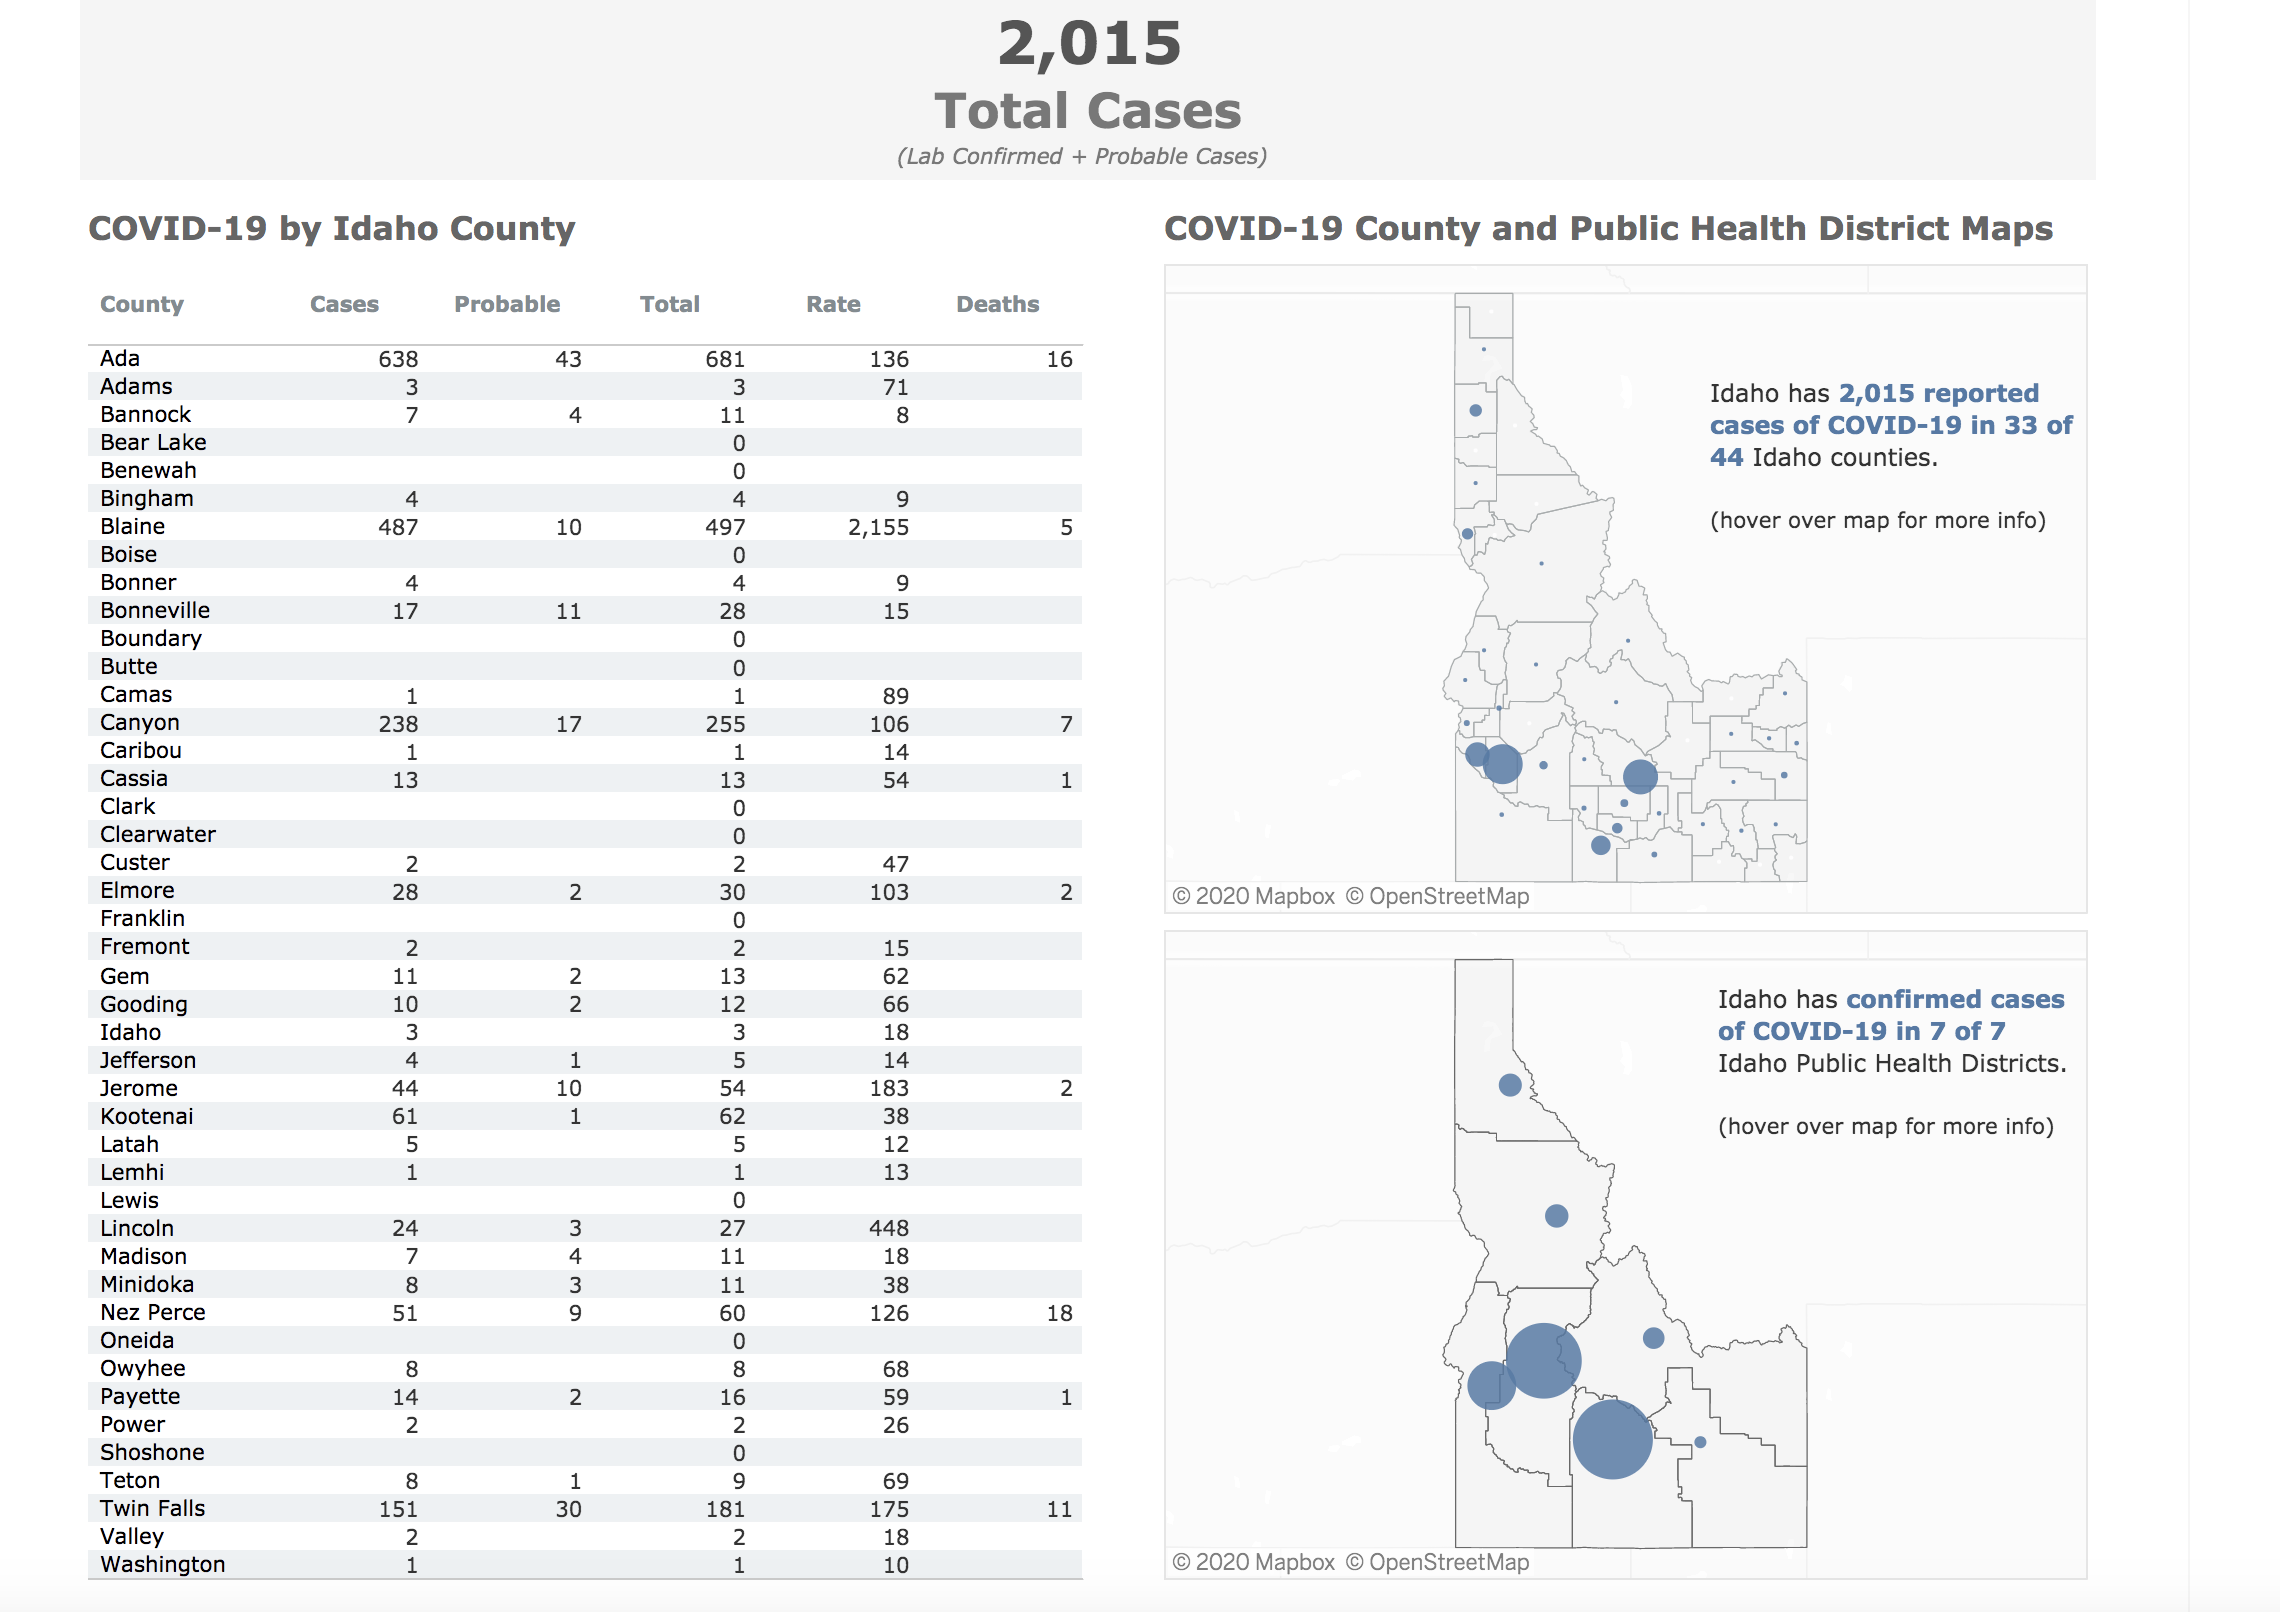 2,015
Total Cases
(Lab Confirmed + Probable Cases)
COVID-19 by Idaho County
County Cases Probable Total Rate Deaths
Ada 638 43 681 136 16
Adams 3 3 71
Bannock 7 4 11 8
Bear Lake 0
Benewah 0
Bingham 4 4 9
Blaine 487 10 497 2,155 5
Boise 0
Bonner 4 4 9
Bonneville 17 11 28 15
Boundary 0
Butte 0
Camas 1 1 89
Canyon 238 17 255 106 7
Caribou 1 1 14
Cassia 13 13 54 1
Clark 0
Clearwater 0
Custer 2 2 47
Elmore 28 2 30 103 2
Franklin 0
Fremont 2 2 15
Gem 11 2 13 62
Gooding 10 2 12 66
Idaho 3 3 18
Jefferson 4 1 5 14
Jerome 44 10 54 183 2
Kootenai 61 1 62 38
Latah 5 5 12
Lemhi 1 1 13
Lewis 0
Lincoln 24 3 27 448
Madison 7 4 11 18
Minidoka 8 3 11 38
Nez Perce 51 9 60 126 18
Oneida 0
Owyhee 8 8 68
Payette 14 2 16 59 1
Power 2 2 26
Shoshone 0
Teton 8 1 9 69
Twin Falls 151 30 181 175 11
Valley 2 2 18
Washington 1 1 10
COVID-19 County and Public Health District Maps
Idaho has 2,015 reported
cases of COVID-19 in 33 of
44 Idaho counties.
(hover over map for more info)
© 2020 Mapbox © OpenStreetMap
Idaho has confirmed cases
of COVID-19 in 7 of 7
Idaho Public Health Districts.
(hover over map for more info)
© 2020 Mapbox © OpenStreetMap